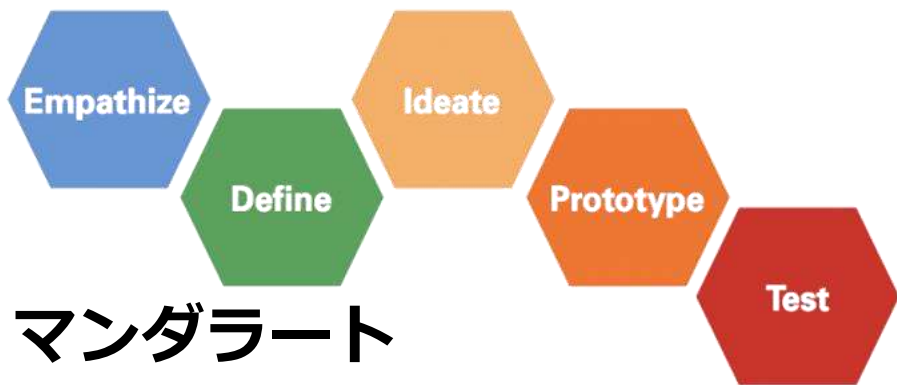 Empathize
Define
Ideate
Prototype
Test
マンダラート